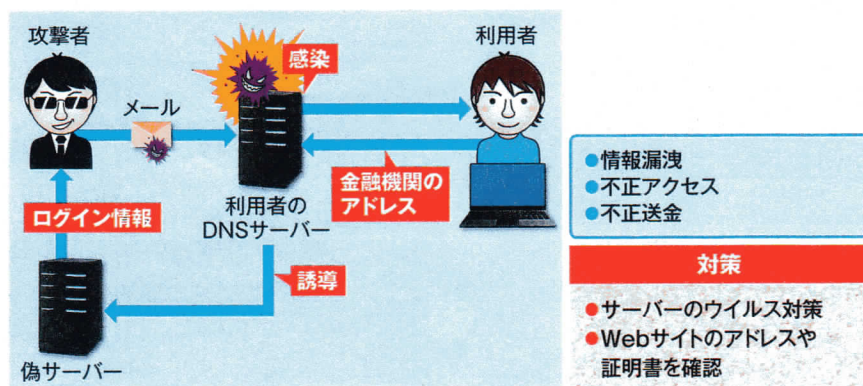 攻撃者
利用者
感染
メール
金融機関の
アドレス
ログイン情報
利用者の
DNSサーバー
誘導
偽サーバー
●情報漏洩
●不正アクセス
●不正送金
対策
●サーバーのウイルス対策
●Webサイトのアドレスや
証明書を確認